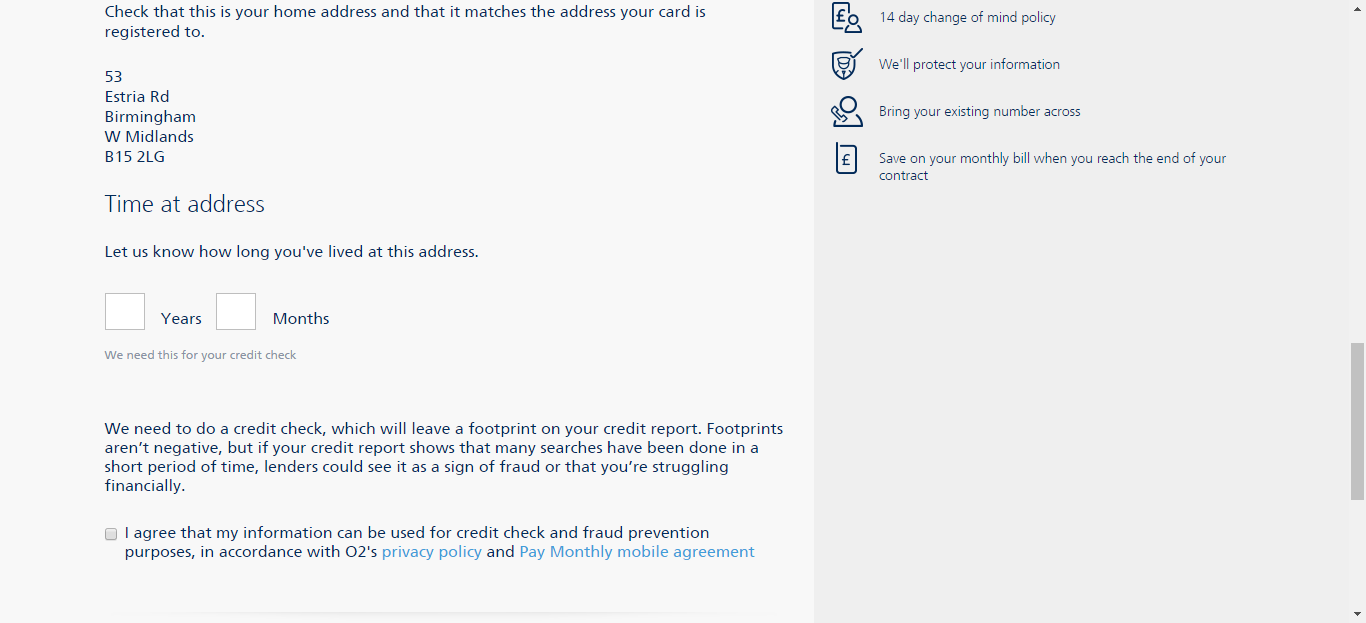 Check that this is your home address and that it matches the address your card is
registered to.
53
Estria Rd
Birmingham
W Midlands
B15 2LG
Time at address
Let us know how long you've lived at this address.
Years Months
We need this for your credit check
We need to do a credit check, which will leave a footprint on your credit report. Footprints
aren’t negative, but if your credit report shows that many searches have been done in a
short period of time, lenders could see it as a sign of fraud or that you’re struggling
financially.
I agree that my information can be used for credit check and fraud prevention
purposes, in accordance with O2's privacy policy and Pay Monthly mobile agreement
£
14 day change of mind policy
We'll protect your information
Bring your existing number across
£
Save on your monthly bill when you reach the end of your
contract